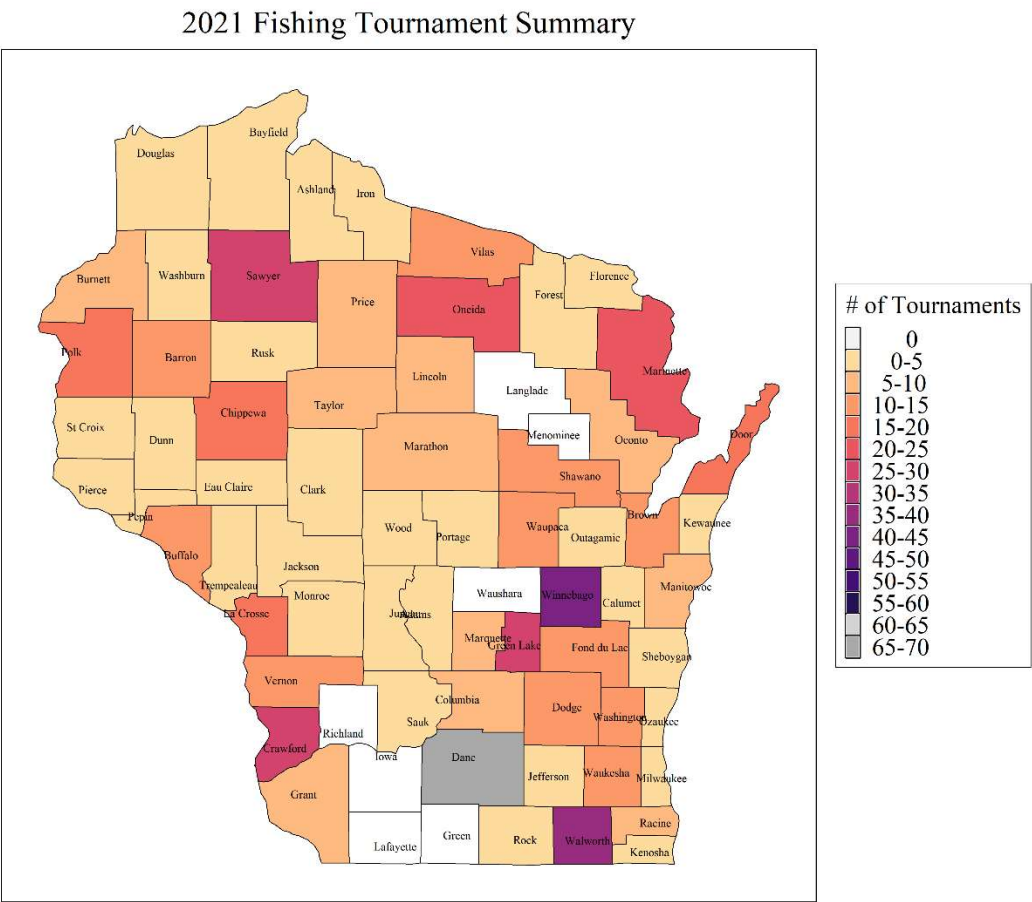 2021 Fishing Tournament Summary
Bayfield
Douglas
Ashland
Iron
Vilas
Burnett
Washburn
Sawyer
Florence
Forest
Price
Oneida
Polk
Barron
Rusk
Marinette
Lincoln
Langlade
Chippewa
Taylor
St Croix
Dunn
Menominee
Door
Oconto
Marathon
Shawano
Pierce
Eau Claire
Clark
Pepin
Wood
Portage
Waupaca
Brown
Kewaunee
Outagamie
Buffalo
Jackson
Trempealeau
Monroe
Waushara
Winnebago
Calumet
Manitowoc
La Crosse
Juneau
Adams
Marquette
Green Lake
Fond du Lac
Sheboygan
Vernon
Columbia
Dodge
Washington
Ozaukee
Sauk
Richland
Crawford
Iowa
Dane
Jefferson
Waukesha
Milwaukee
Grant
Lafayette
Green
Rock
Walworth
Racine
Kenosha
# of Tournaments
0
0-5
5-10
10-15
15-20
20-25
25-30
30-35
35-40
40-45
45-50
50-55
55-60
60-65
65-70